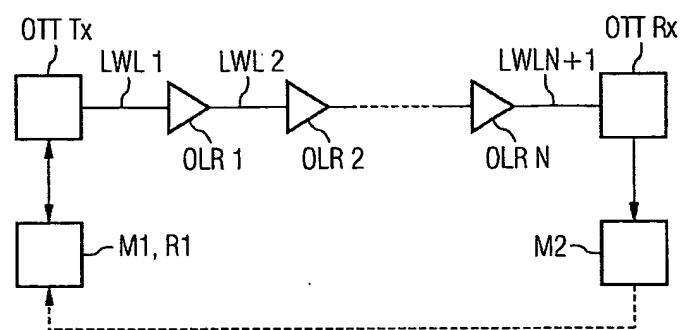 OTT Tx
OTT Rx
LWL 1
LWL 2
LWLN+1
OLR 1
OLR 2
OLR N
M1, R1
M2